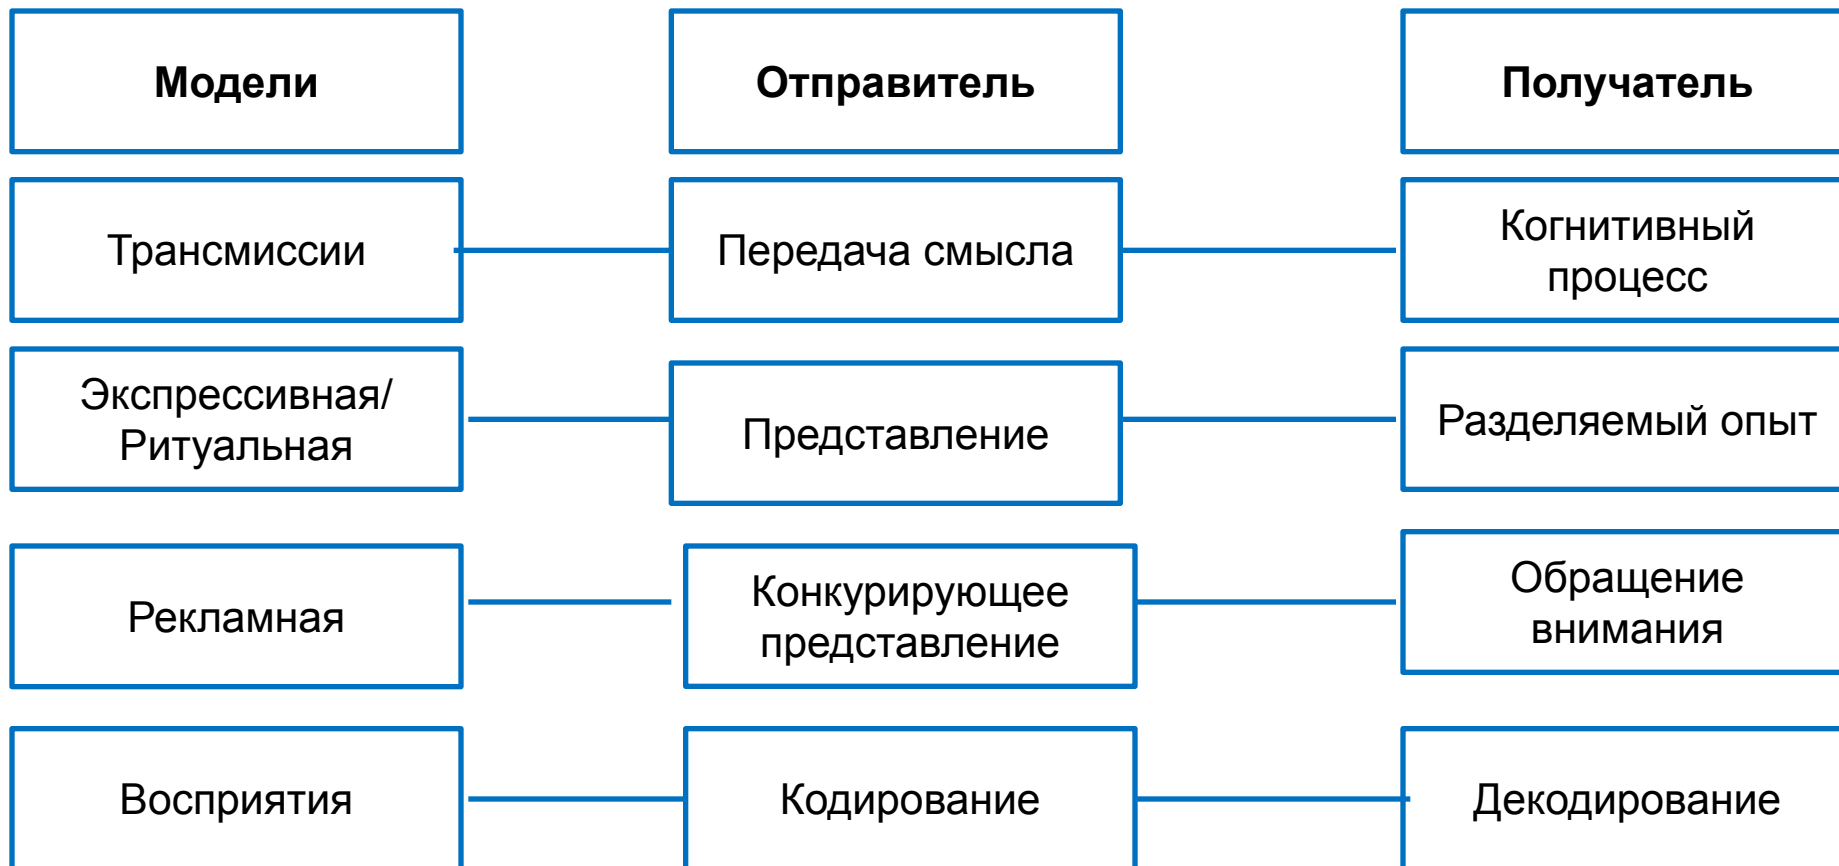 Модели
Отправитель
Получатель
Трансмиссии
Передача смысла
Когнитивный
процесс
Экспрессивная/
Ритуальная
Представление
Разделяемый опыт
Рекламная
Конкурирующее
представление
Обращение
внимания
Восприятия
Кодирование
Декодирование